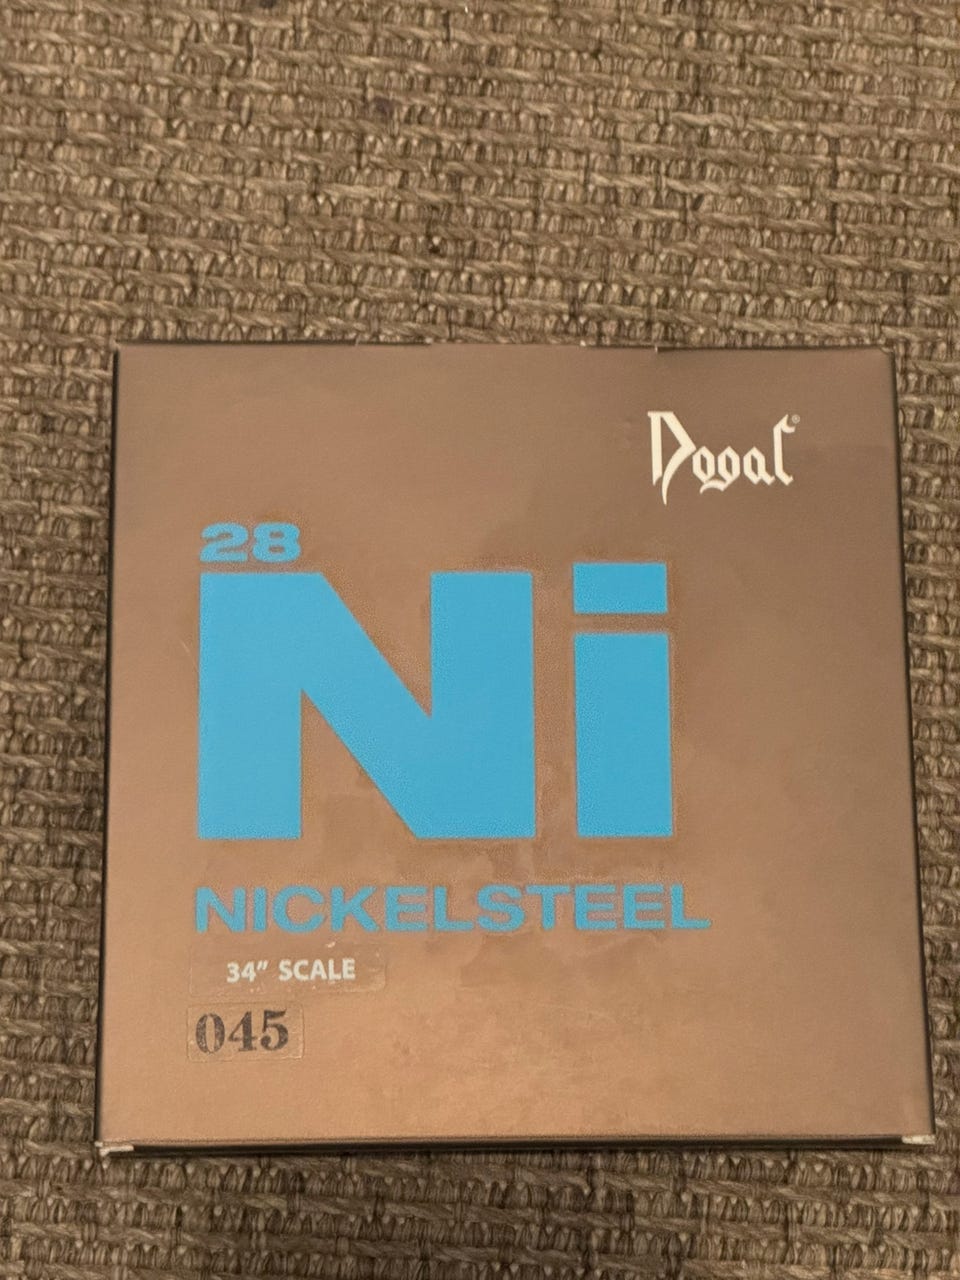 Dogal®
28
Ni
NICKELSTEEL
34" SCALE
045